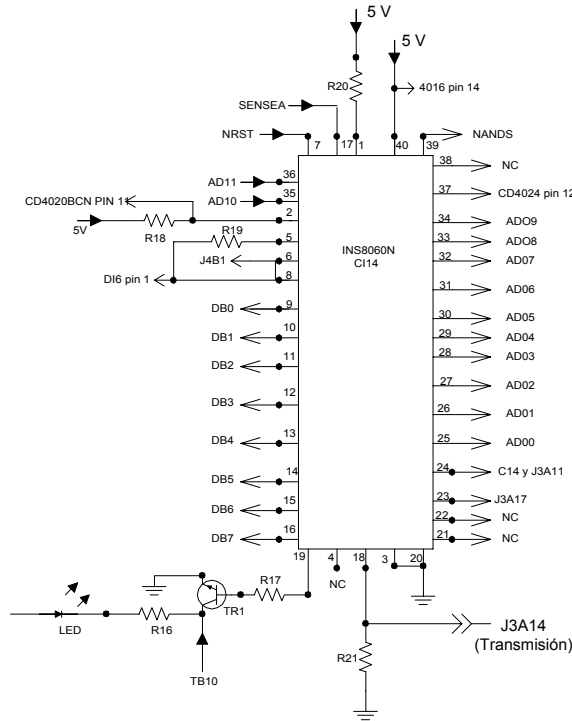 5 V
5 V
R20
4016 pin 14
SENSEA
NRST
NANDS
7
17
1
40
39
38
NC
36
AD11
35
AD10
37
CD4024 pin 12
CD4020BCN PIN 11
2
5V
R18
34
ADO9
R19
5
33
ADO8
INS8060N
CI14
J4B1
6
32
AD07
DI6 pin 1
8
31
AD06
DB0
9
30
AD05
DB1
10
29
AD04
DB2
11
28
AD03
27
AD02
DB3
12
26
AD01
DB4
13
25
AD00
DB5
14
24
C14 y J3A11
DB6
15
23
J3A17
22
NC
DB7
16
21
NC
19
4
18
3
20
NC
R17
TR1
LED
R16
TB10
R21
J3A14
(Transmisión)